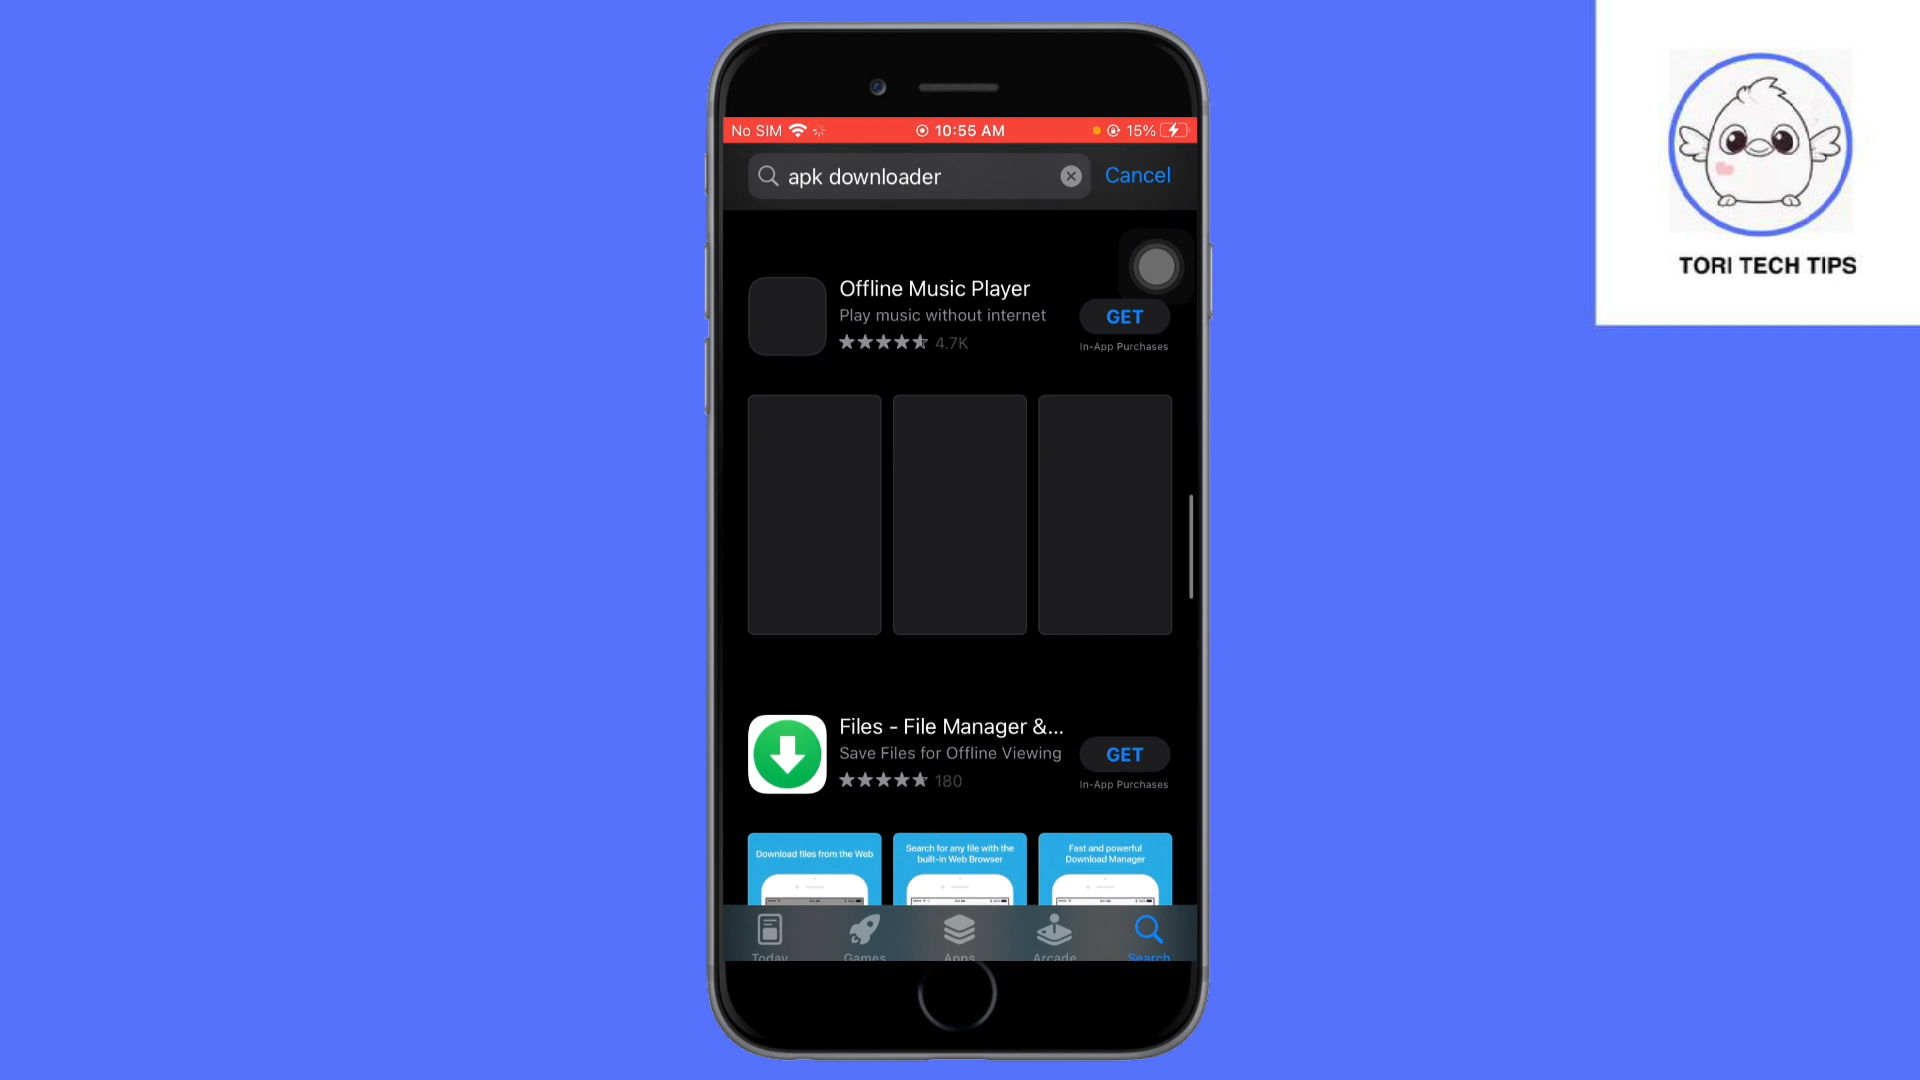 No SIM 10:55 AM 15%
apk downloader Cancel
Offline Music Player
Play music without internet
GET
4.7K
In-App Purchases
Files - File Manager &...
Save Files for Offline Viewing
GET
180
In-App Purchases
Download files from the Web
Search for any file with the
built-in Web Browser
Fast and powerful
Download Manager
Today Games Apps Arcade Search
TORI TECH TIPS